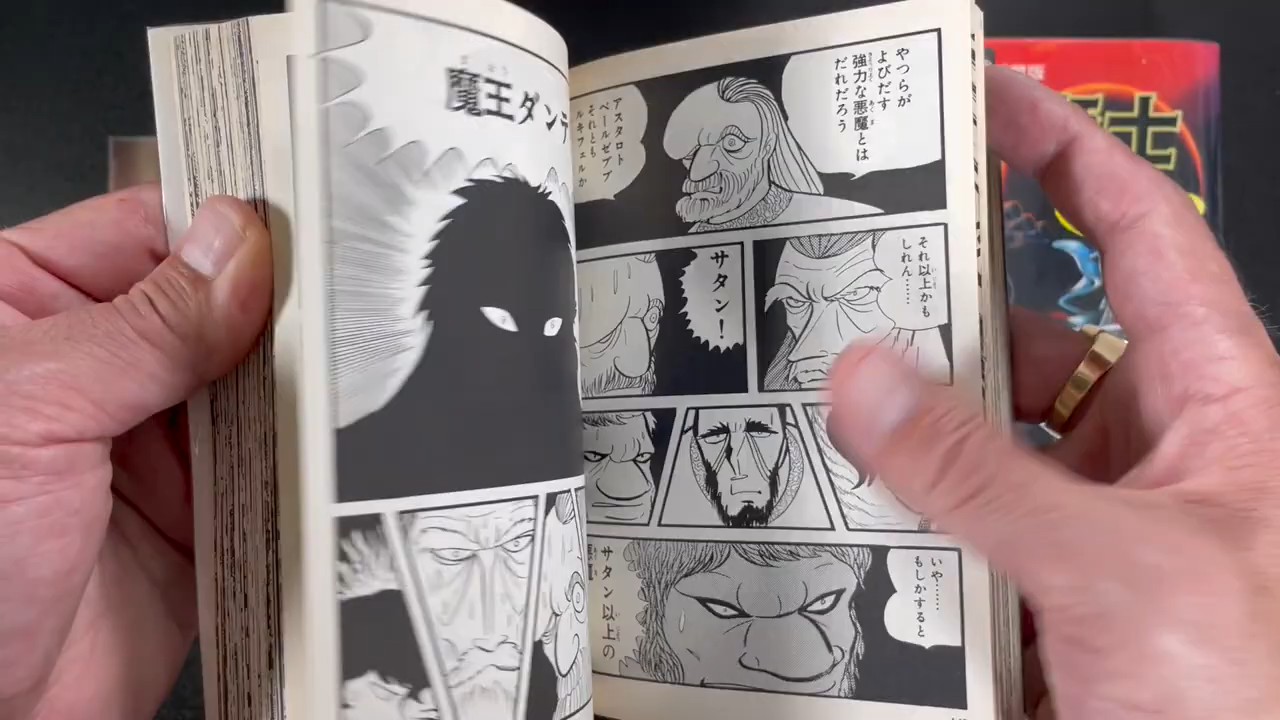 やつらが
よびだす
強力な悪魔とは
だれだろう
アスタロト
ベールゼブブ
それとも
ルキフェルか
それ以上かも
しれん……
サタン！
いや……
もしかすると
サタン以上の
悪魔
魔王ダンテ